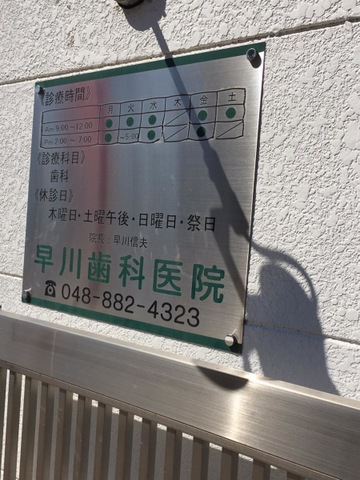 《診療時間》
月 火 水 木 金 土
Am 9:00～12:00 ● ● ● ／ ● ●
Pm 2:00～7:00 ● ～5:00 ● ／ ● ／
《診療科目》
歯科
《休診日》
木曜日・土曜午後・日曜日・祭日
院長 早川信夫
早川歯科医院
☎048-882-4323